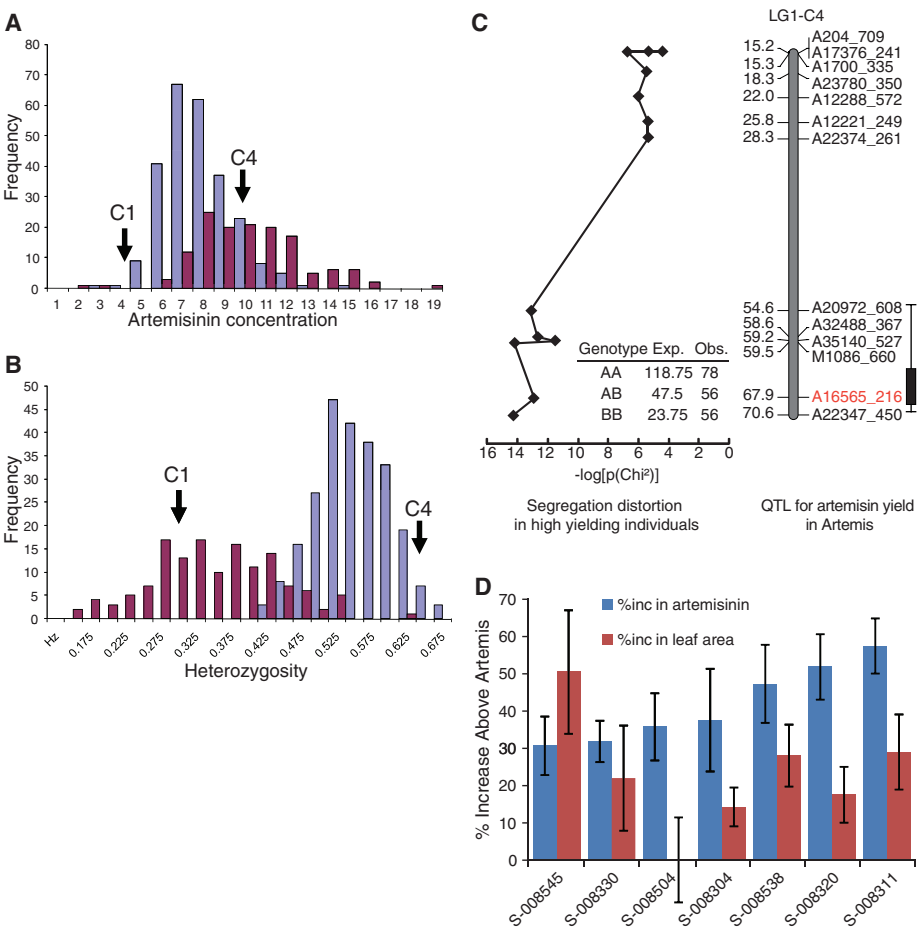 A
80
70
60
50
40
30
20
10
0
Frequency
C1
C4
1 2 3 4 5 6 7 8 9 10 11 12 13 14 15 16 17 18 19
Artemisinin concentration
B
50
45
40
35
30
25
20
15
10
5
0
Frequency
C1
C4
Hz 0.175 0.225 0.275 0.325 0.375 0.425 0.475 0.525 0.575 0.625 0.675
Heterozygosity
C
LG1-C4
15.2 A204_709
15.3 A17376_241
18.3 A1700_335
22.0 A23780_350
25.8 A12288_572
28.3 A12221_249
A22374_261
54.6 A20972_608
58.6 A32488_367
59.2 A35140_527
59.5 M1086_660
67.9 A16565_216
70.6 A22347_450
Genotype Exp. Obs.
AA 118.75 78
AB 47.5 56
BB 23.75 56
16 14 12 10 8 6 4 2 0
-log[p(Chi²)]
Segregation distortion
in high yielding individuals
QTL for artemisin yield
in Artemis
D
70
60
50
40
30
30
20
10
0
% Increase Above Artemis
%inc in artemisinin
%inc in leaf area
S-008545 S-008330 S-008504 S-008304 S-008538 S-008320 S-008311